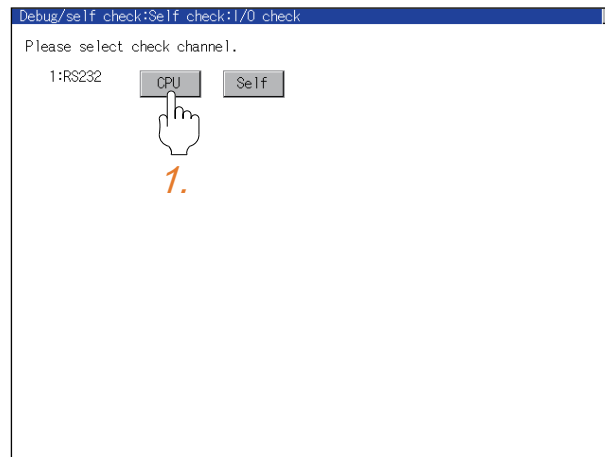 Debug/self check:Self check:I/O check
Please select check channel.
1:RS232 CPU Self
1.